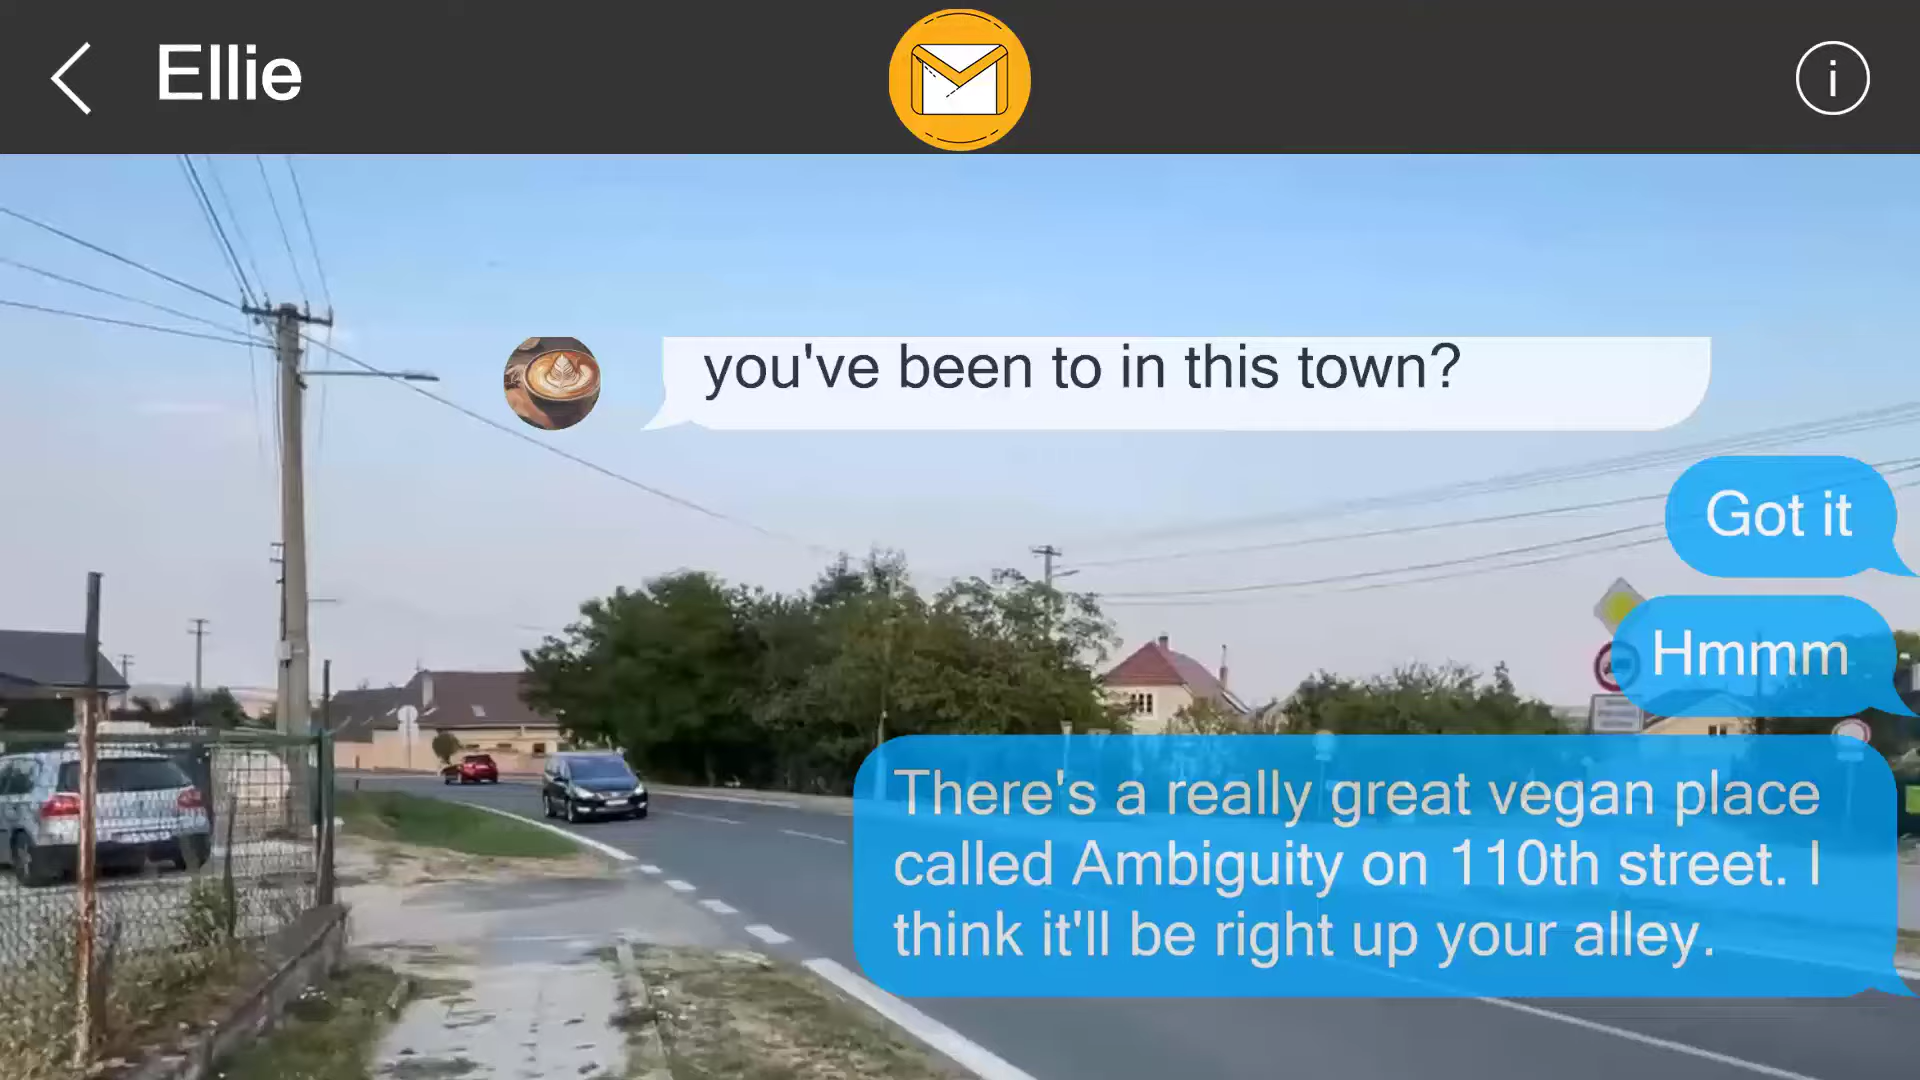 Ellie
you've been to in this town?
Got it
Hmmm
There's a really great vegan place
called Ambiguity on 110th street. I
think it'll be right up your alley.